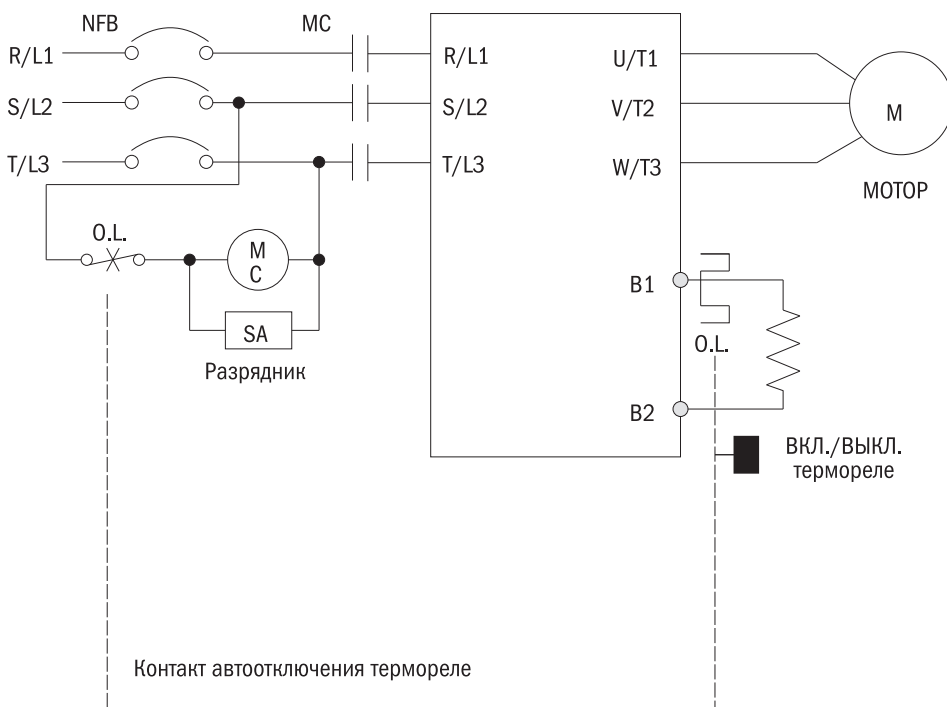 NFB MC
R/L1 R/L1 U/T1
S/L2 S/L2 V/T2 M
T/L3 T/L3 W/T3
МОТОР
O.L.
M
C
B1
SA
O.L.
Разрядник
B2
ВКЛ./ВЫКЛ.
термореле
Контакт автоотключения термореле